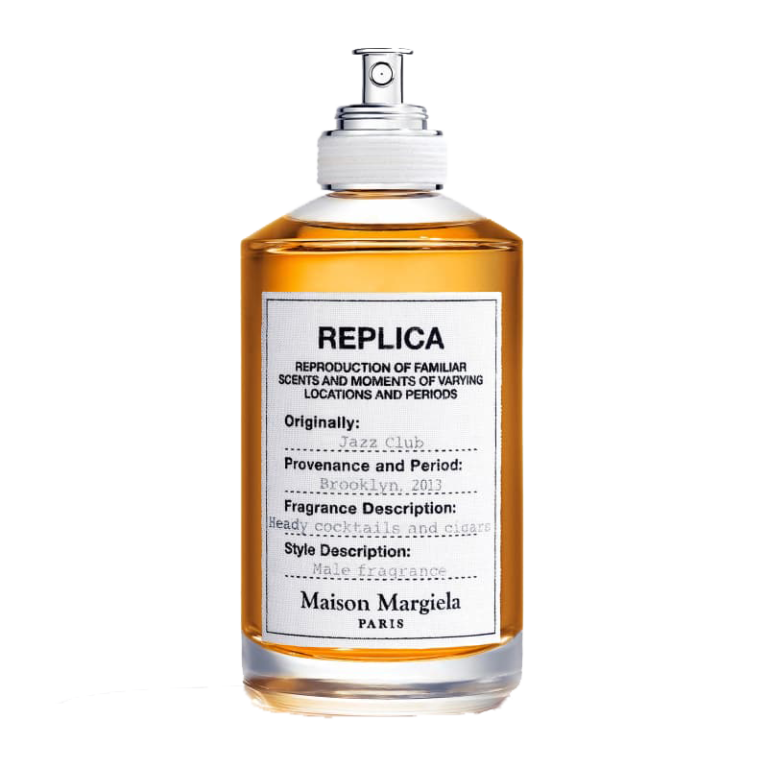 REPLICA
REPRODUCTION OF FAMILIAR
SCENTS AND MOMENTS OF VARYING
LOCATIONS AND PERIODS
Originally:
Jazz Club
Provenance and Period:
Brooklyn, 2013
Fragrance Description:
Heady cocktails and cigars
Style Description:
Male fragrance
Maison Margiela
PARIS